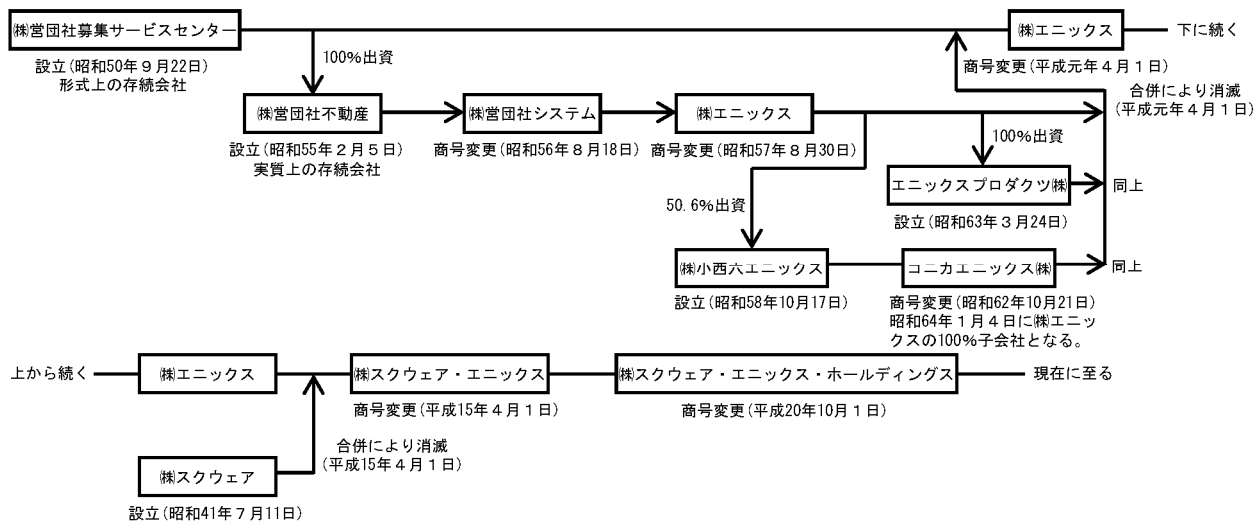 ㈱営団社募集サービスセンター
㈱エニックス
下に続く
設立(昭和50年9月22日)
形式上の存続会社
100%出資
商号変更(平成元年4月1日)
合併により消滅
(平成元年4月1日)
㈱営団社不動産
㈱営団社システム
㈱エニックス
設立(昭和55年2月5日)
実質上の存続会社
商号変更(昭和56年8月18日)
商号変更(昭和57年8月30日)
100%出資
エニックスプロダクツ㈱
同上
設立(昭和63年3月24日)
50.6%出資
㈱小西六エニックス
コニカエニックス㈱
同上
設立(昭和58年10月17日)
商号変更(昭和62年10月21日)
昭和64年1月4日に㈱エニッ
クスの100%子会社となる。
上から続く
㈱エニックス
㈱スクウェア・エニックス
㈱スクウェア・エニックス・ホールディングス
現在に至る
商号変更(平成15年4月1日)
商号変更(平成20年10月1日)
合併により消滅
(平成15年4月1日)
㈱スクウェア
設立(昭和41年7月11日)